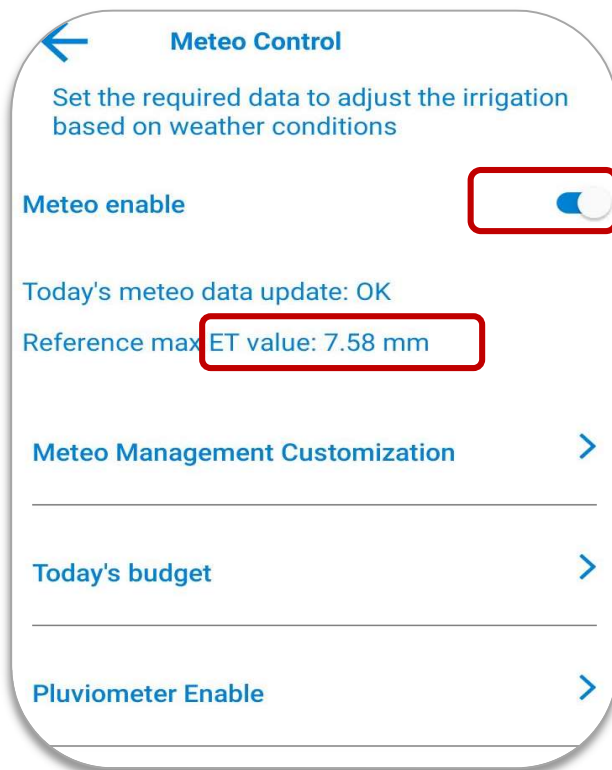 Meteo Control
Set the required data to adjust the irrigation
based on weather conditions
Meteo enable
Today's meteo data update: OK
Reference max ET value: 7.58 mm
Meteo Management Customization
Today's budget
Pluviometer Enable